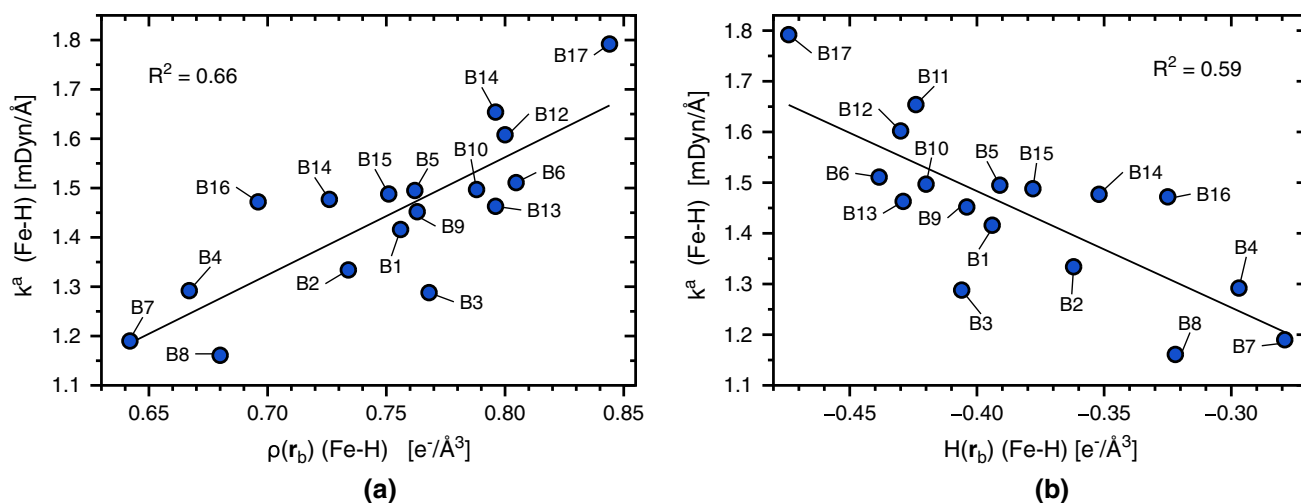 1.8
1.7
1.6
1.5
1.4
1.3
1.2
1.1
kᵃ (Fe-H) [mDyn/Å]
R² = 0.66
B17
B14
B12
B15
B5
B10
B6
B14
B16
B13
B9
B1
B2
B4
B3
B7
B8
0.65 0.70 0.75 0.80 0.85
ρ(r_b) (Fe-H) [e⁻/Å³]
(a)
1.8
1.7
1.6
1.5
1.4
1.3
1.2
1.1
kᵃ (Fe-H) [mDyn/Å]
R² = 0.59
B17
B11
B12
B10
B5
B15
B14
B6
B16
B13
B9
B1
B4
B2
B3
B8
B7
−0.45 −0.40 −0.35 −0.30
H(r_b) (Fe-H) [e⁻/Å³]
(b)